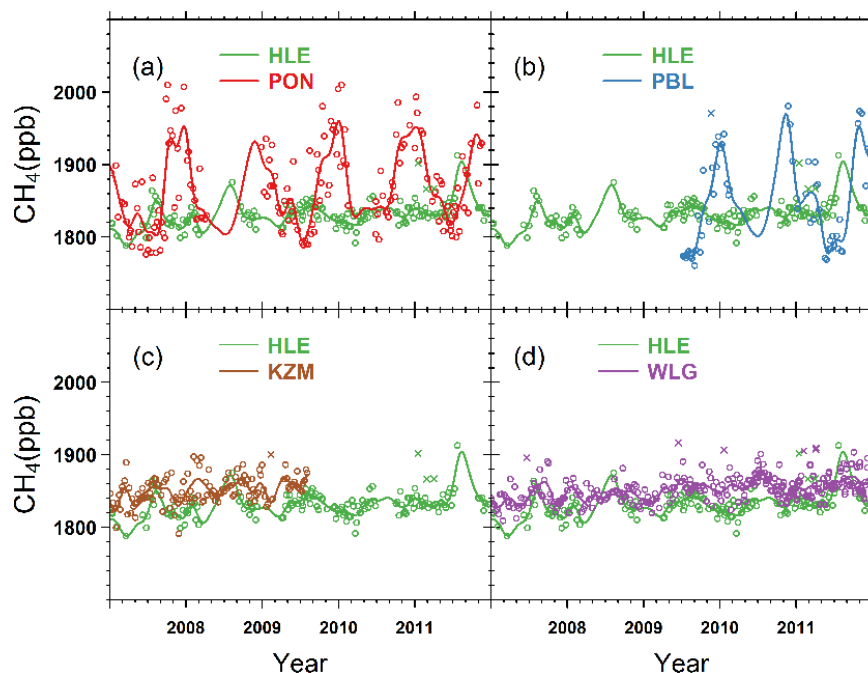 (a)
HLE
PON
(b)
HLE
PBL
2000
1900
1800
CH4(ppb)
(c)
HLE
KZM
(d)
HLE
WLG
2000
1900
1800
CH4(ppb)
2008 2009 2010 2011
2008 2009 2010 2011
Year
Year